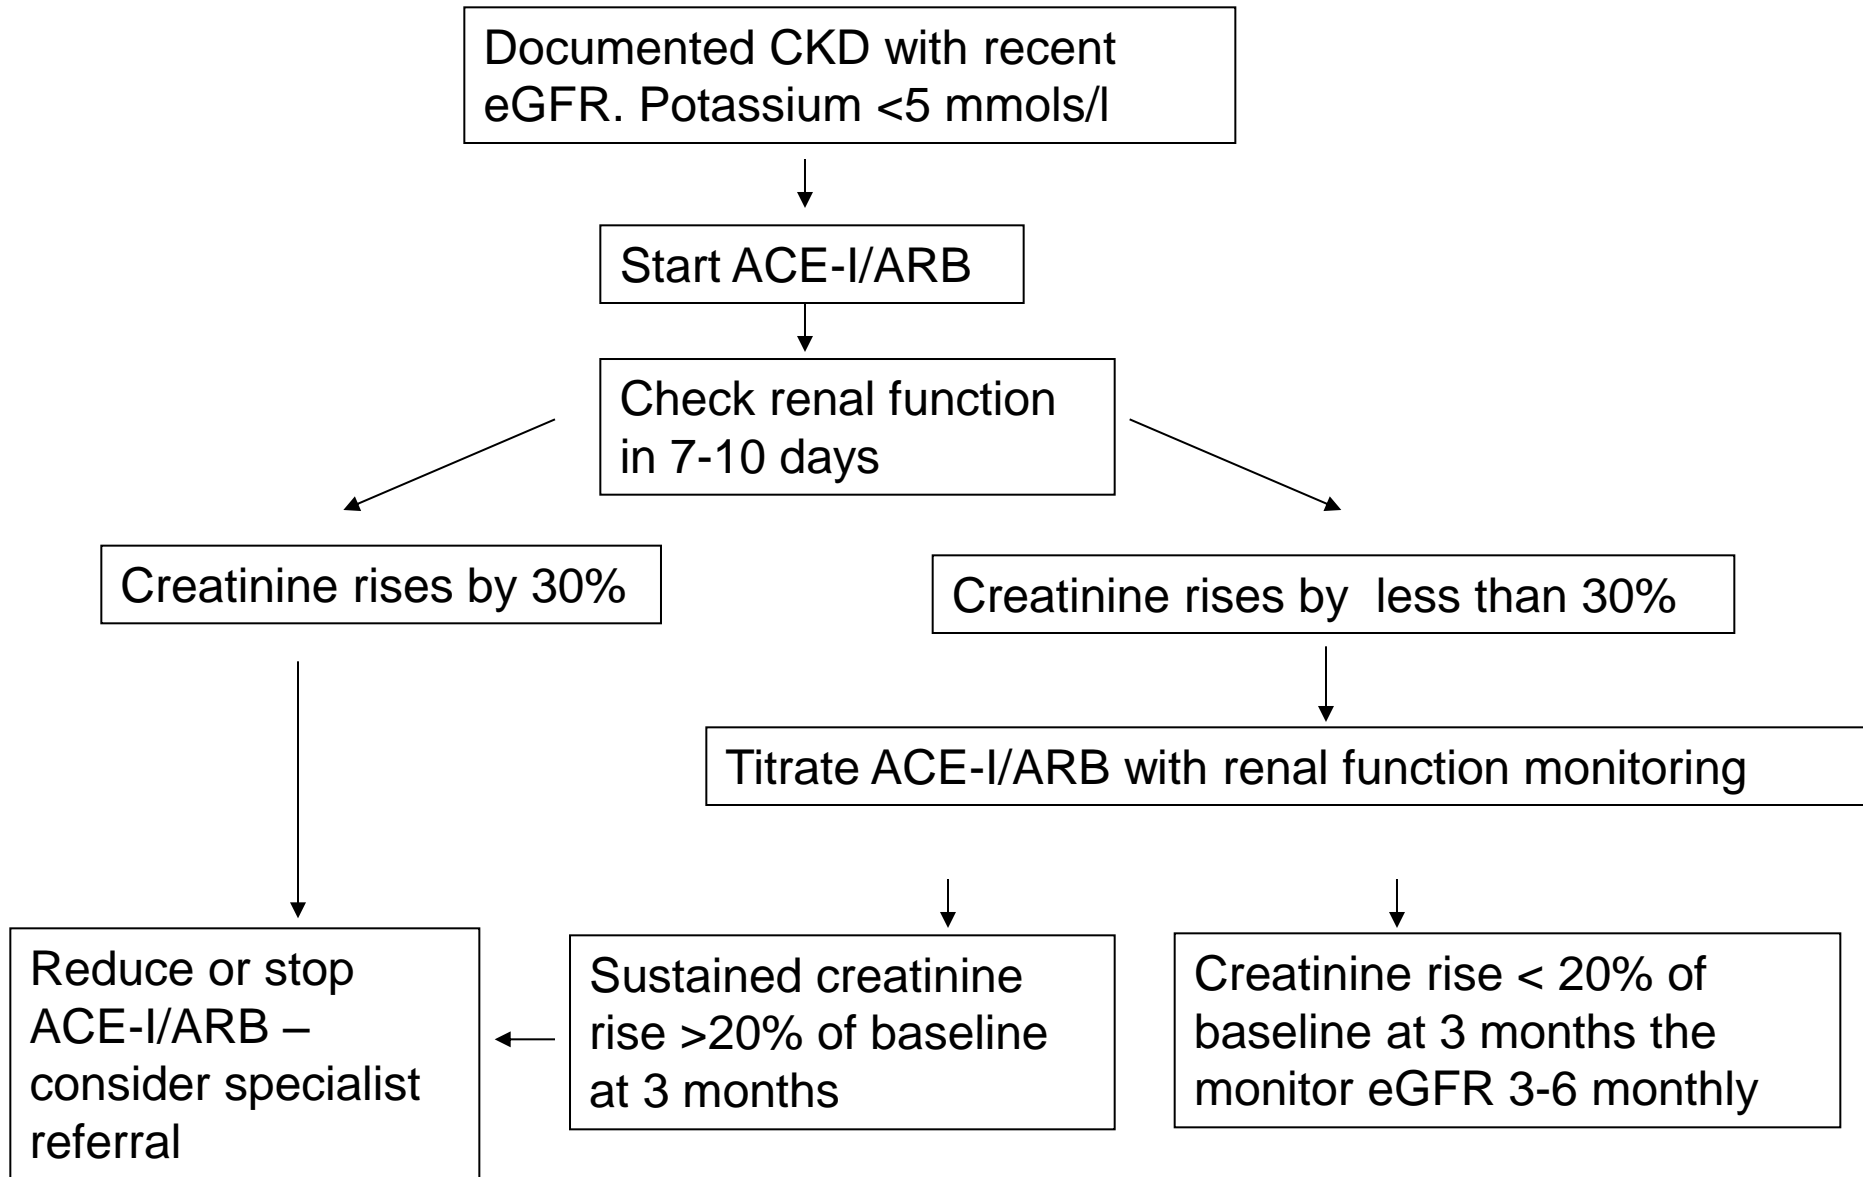 Documented CKD with recent
eGFR. Potassium <5 mmols/l
Start ACE-I/ARB
Check renal function
in 7-10 days
Creatinine rises by 30%
Creatinine rises by  less than 30%
Titrate ACE-I/ARB with renal function monitoring
Reduce or stop
ACE-I/ARB –
consider specialist
referral
Sustained creatinine
rise >20% of baseline
at 3 months
Creatinine rise < 20% of
baseline at 3 months the
monitor eGFR 3-6 monthly